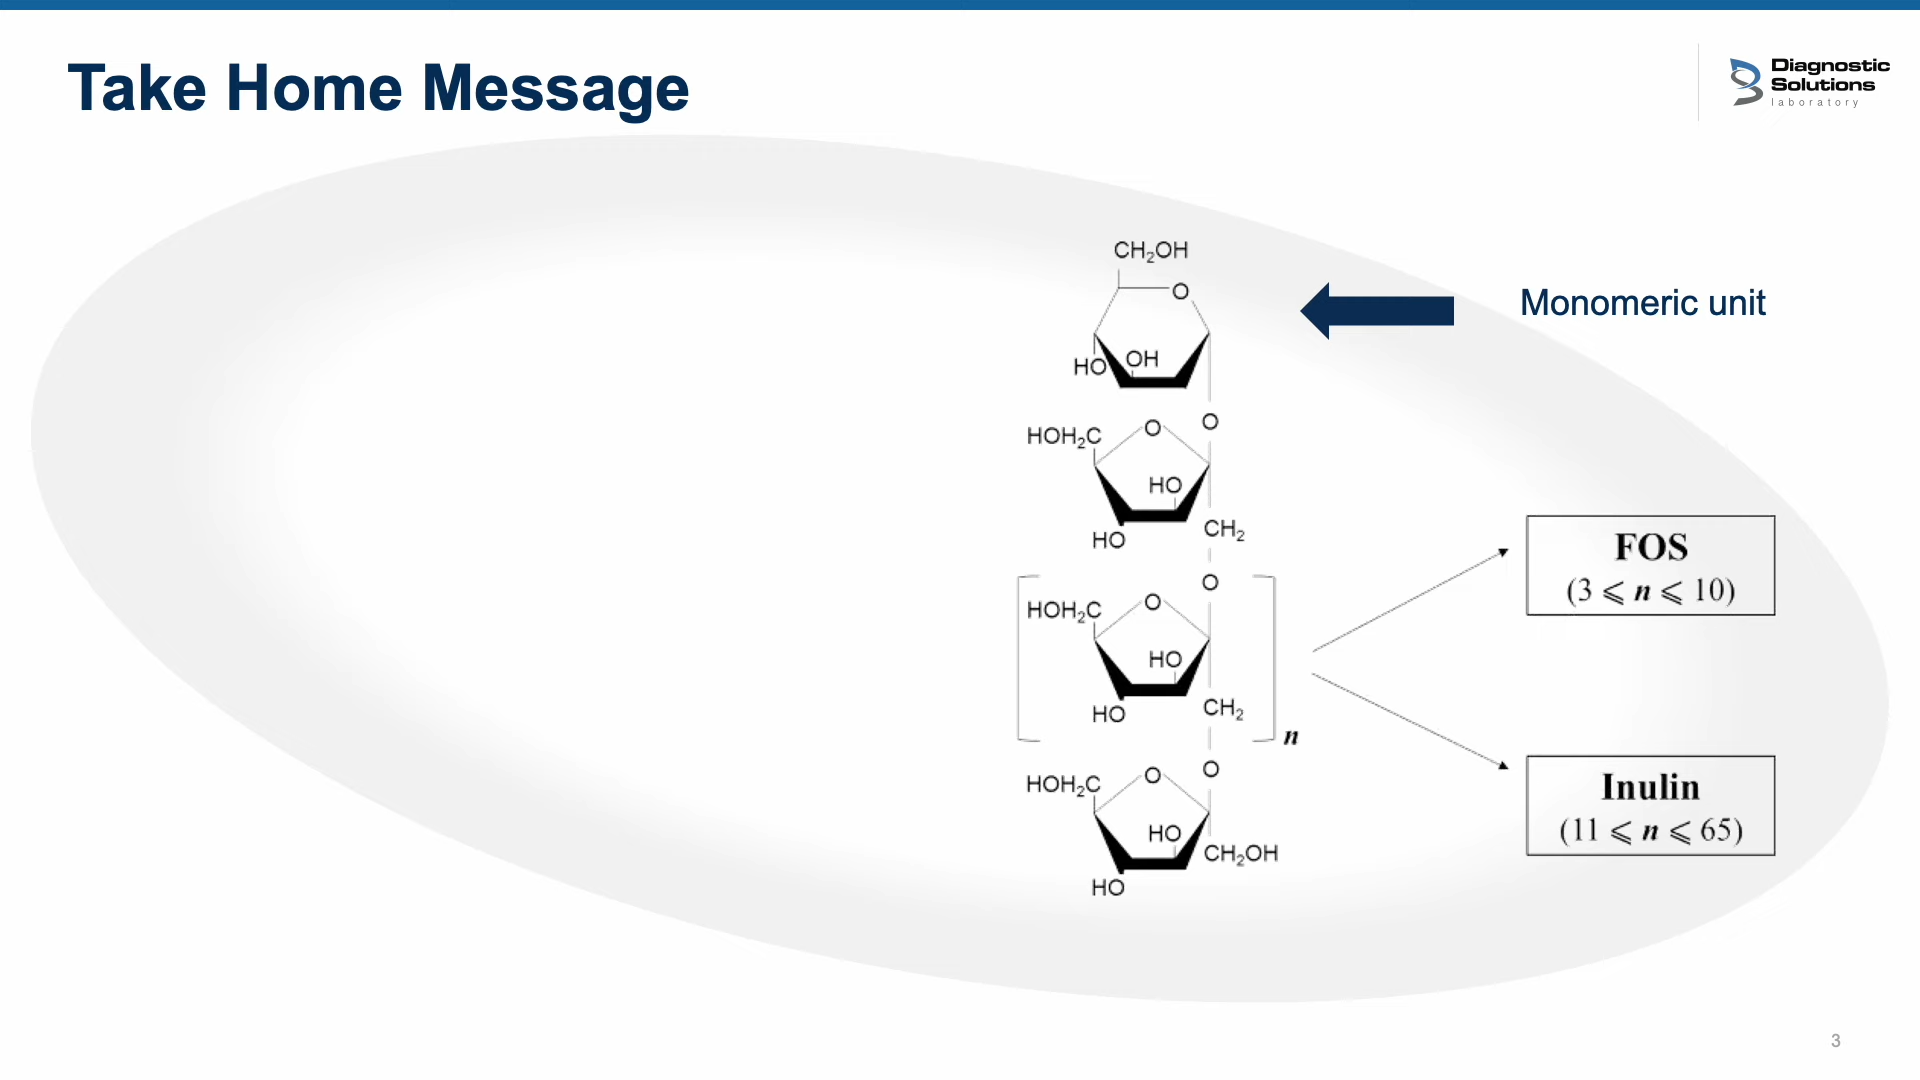 Take Home Message
Diagnostic
Solutions
laboratory
CH₂OH
O
HO
OH
Monomeric unit
O
HOH₂C
O
HO
HO
CH₂
O
HOH₂C
O
HO
HO
CH₂
n
O
HOH₂C
O
HO
CH₂OH
HO
FOS
(3 ⩽ n ⩽ 10)
Inulin
(11 ⩽ n ⩽ 65)
3